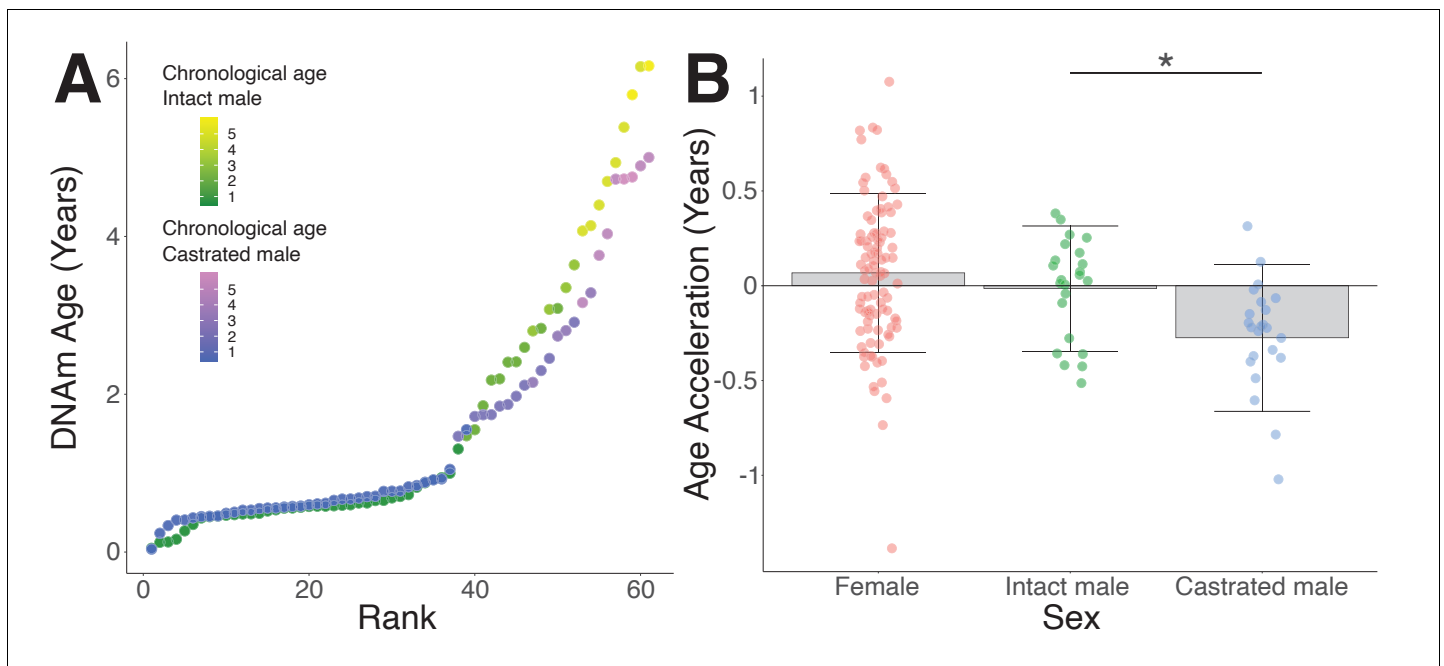 A
Chronological age
Intact male
5
4
3
2
1
Chronological age
Castrated male
5
4
3
2
1
DNAm Age (Years)
6
4
2
0
0 20 40 60
Rank
B
*
Age Acceleration (Years)
1
0.5
0
-0.5
-1
Female Intact male Castrated male
Sex